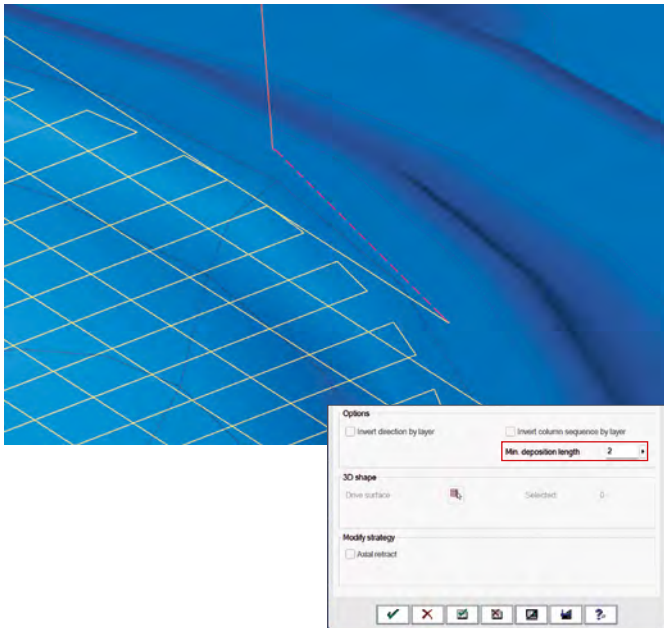 Options
Invert direction by layer
Invert column sequence by layer
Min. deposition length 2
3D shape
Drive surface Selected: 0
Modify strategy
Axial retract
?